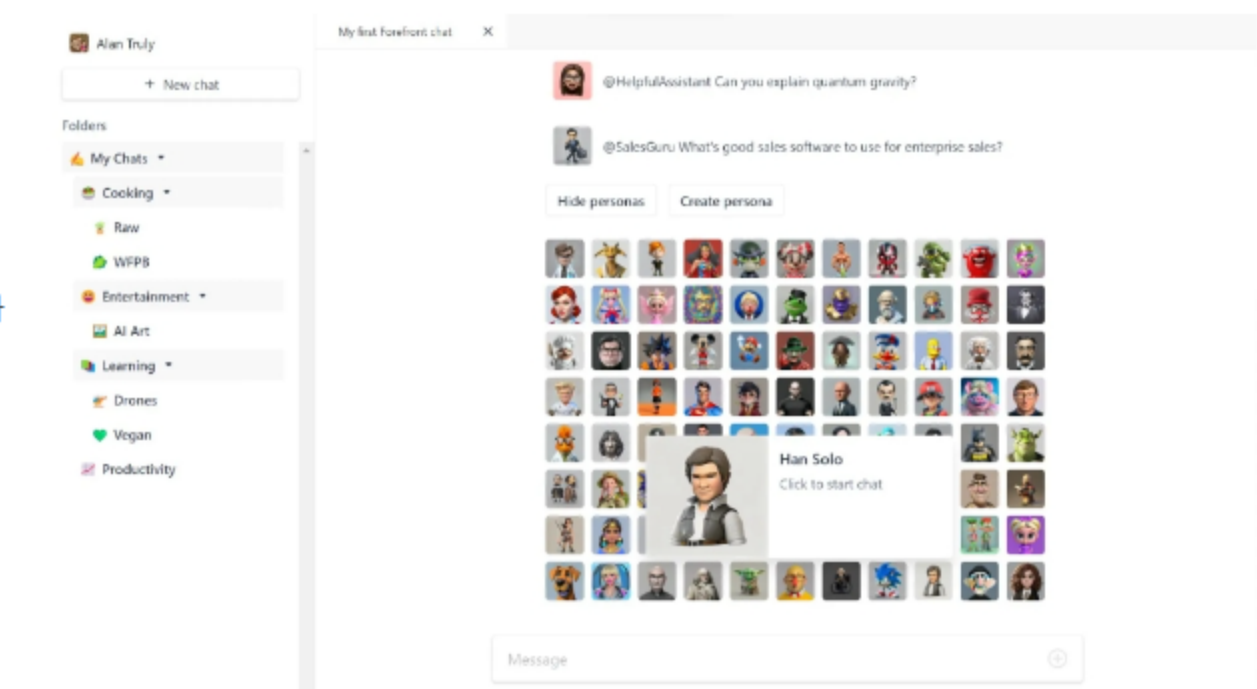 Alan Truly
+ New chat
Folders
My Chats
Cooking
Raw
WFPB
Entertainment
AI Art
Learning
Drones
Vegan
Productivity
My first Forefront chat
@HelpfulAssistant Can you explain quantum gravity?
@SalesGuru What's good sales software to use for enterprise sales?
Hide personas Create persona
Han Solo
Click to start chat
Message